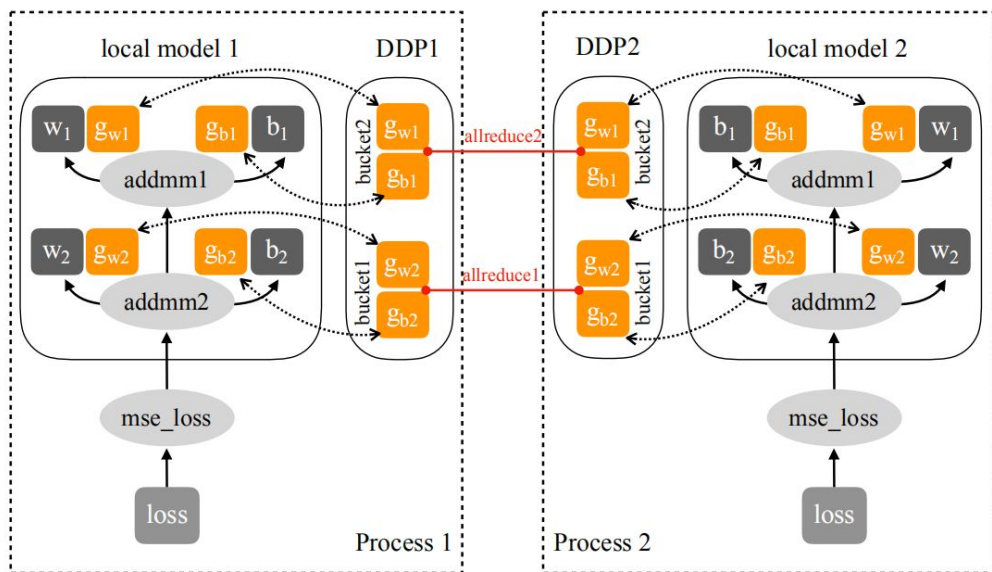 local model 1 DDP1 DDP2 local model 2
w1 gw1 gb1 b1 gw1 gw1 b1 gb1 gw1 w1
bucket2 allreduce2 bucket2
addmm1 gb1 gb1 addmm1
w2 gw2 gb2 b2 gw2 gw2 b2 gb2 gw2 w2
bucket1 allreduce1 bucket1
addmm2 gb2 gb2 addmm2
mse_loss mse_loss
loss loss
Process 1 Process 2